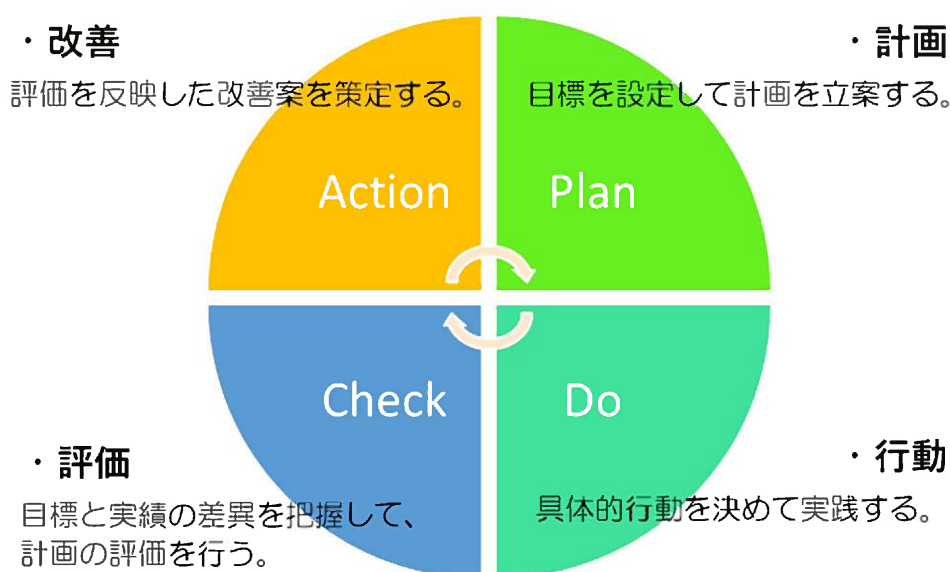 ・改善
評価を反映した改善案を策定する。
・計画
目標を設定して計画を立案する。
Action
Plan
Check
Do
・評価
目標と実績の差異を把握して、
計画の評価を行う。
・行動
具体的行動を決めて実践する。